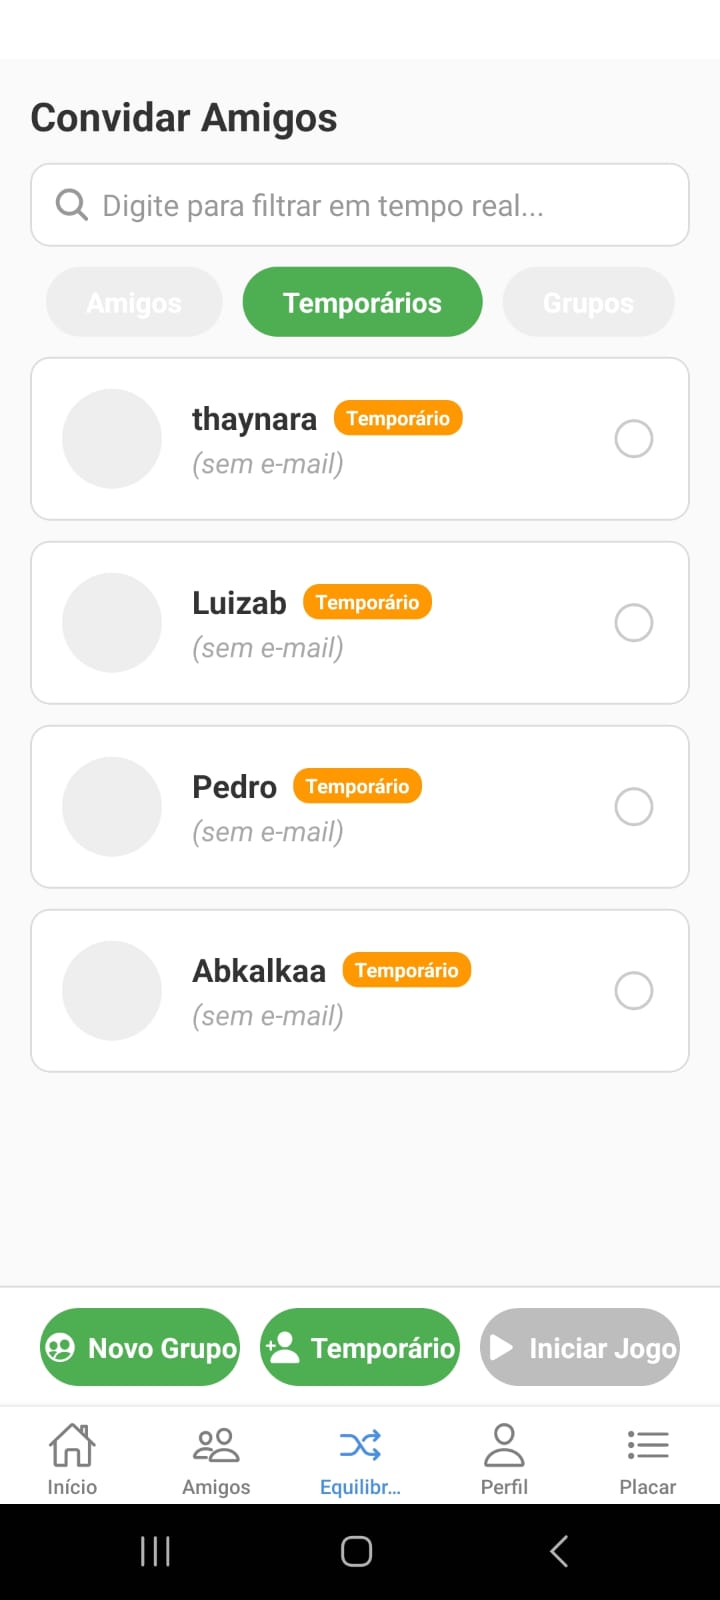 Convidar Amigos
Digite para filtrar em tempo real...
Amigos Temporários Grupos
thaynara Temporário
(sem e-mail)
Luizab Temporário
(sem e-mail)
Pedro Temporário
(sem e-mail)
Abkalkaa Temporário
(sem e-mail)
Novo Grupo Temporário Iniciar Jogo
Início Amigos Equilibr... Perfil Placar